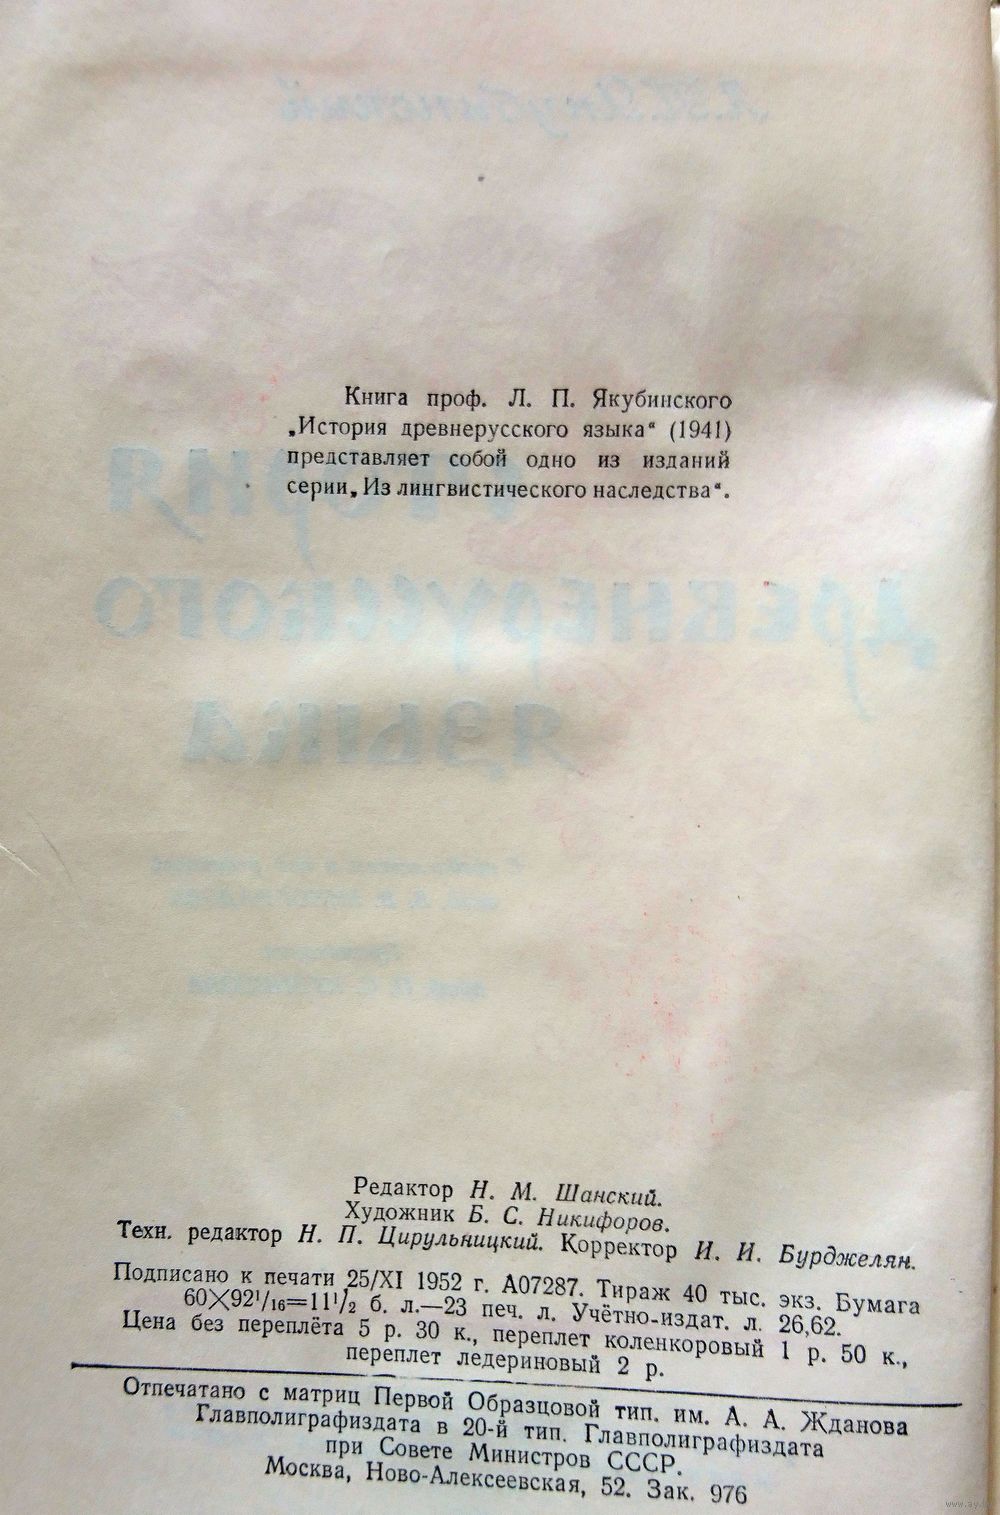 Книга проф. Л. П. Якубинского
„История древнерусского языка“ (1941)
представляет собой одно из изданий
серии „Из лингвистического наследства“.
Редактор Н. М. Шанский.
Художник Б. С. Никифоров.
Техн. редактор Н. П. Цирульницкий. Корректор И. И. Бурджелян.
Подписано к печати 25/XI 1952 г. А07287. Тираж 40 тыс. экз. Бумага
60X92¹/₁₆=11¹/₂ б. л.—23 печ. л. Учётно-издат. л. 26,62.
Цена без переплёта 5 р. 30 к., переплет коленкоровый 1 р. 50 к.,
переплет ледериновый 2 р.
Отпечатано с матриц Первой Образцовой тип. им. А. А. Жданова
Главполиграфиздата в 20-й тип. Главполиграфиздата
при Совете Министров СССР.
Москва, Ново-Алексеевская, 52. Зак. 976